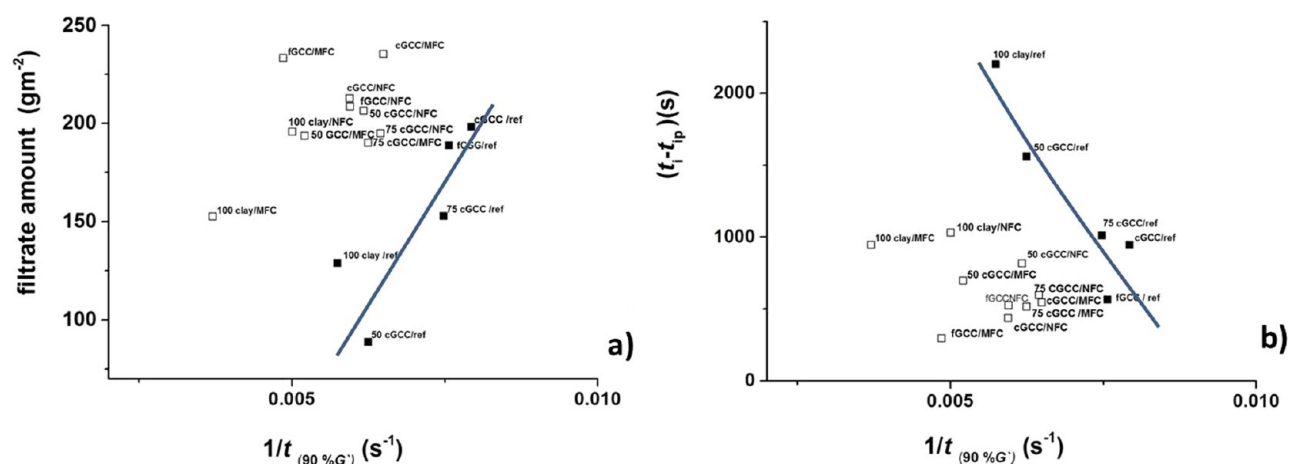 250
200
150
100
filtrate amount (gm⁻²)
fGCC/MFC
cGCC/MFC
cGCC/NFC
fGCC/NFC
50 cGCC/NFC
100 clay/NFC
50 GCC/MFC
75 cGCC/NFC
75 cGCC/MFC
cGCC /ref
fCGG/ref
100 clay/MFC
75 cGCC /ref
100 clay /ref
50 cGCC/ref
a)
0.005
0.010
1/t (90 %G`) (s⁻¹)
2000
1000
0
(tᵢ-tᵢₚ)(s)
100 clay/ref
50 cGCC/ref
75 cGCC/ref
cGCC/ref
100 clay/MFC
100 clay/NFC
50 cGCC/NFC
50 cGCC/MFC
75 CGCC/NFC
fGCCNFC
cGCC/MFC
fGCC / ref
75 cGCC /MFC
cGCC/NFC
fGCC/MFC
b)
0.005
0.010
1/t (90 %G`) (s⁻¹)